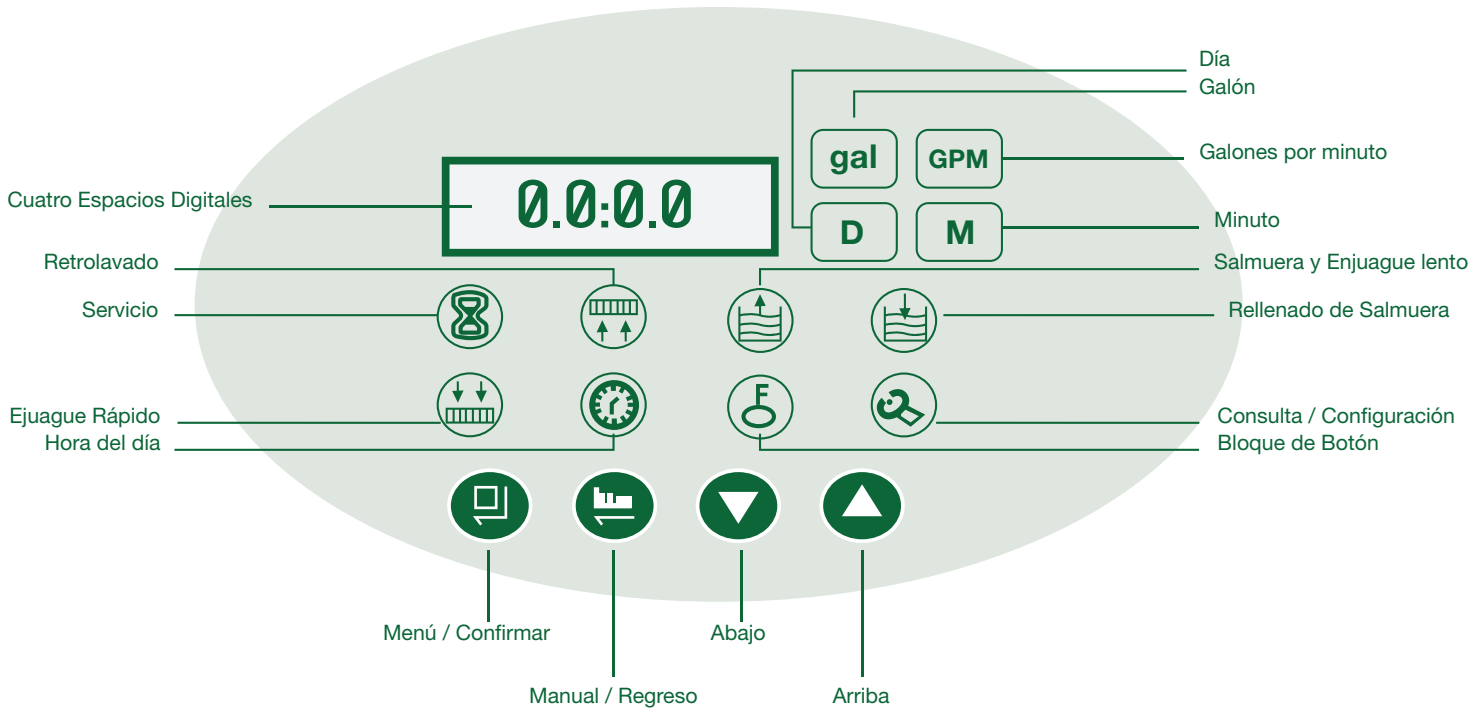 Día
Galón
gal
GPM
Galones por minuto
Cuatro Espacios Digitales
0.0:0.0
D
M
Minuto
Retrolavado
Salmuera y Enjuague lento
Servicio
Rellenado de Salmuera
F
Ejuague Rápido
Hora del día
Consulta / Configuración
Bloque de Botón
Menú / Confirmar
Abajo
Manual / Regreso
Arriba